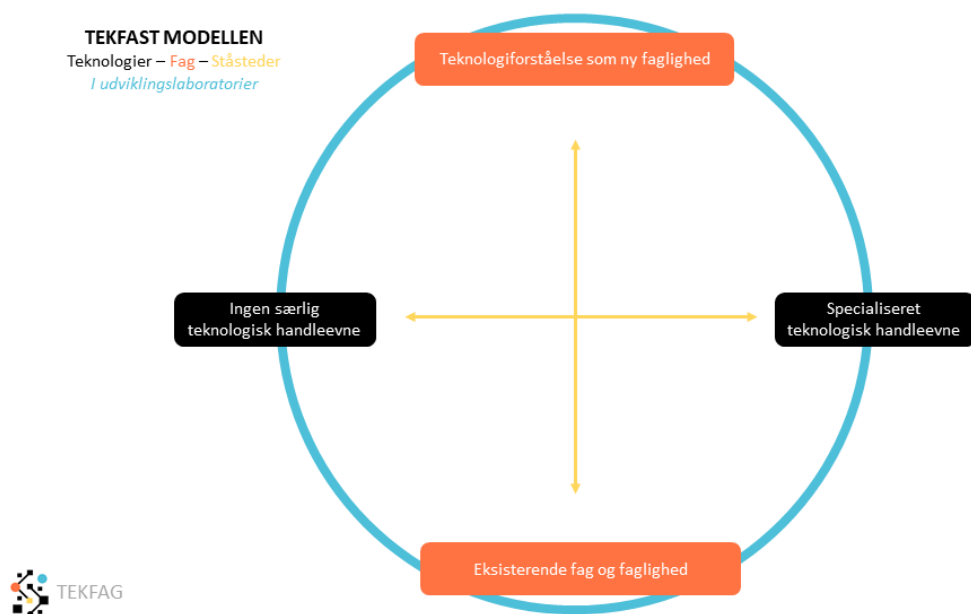 TEKFAST MODELLEN
Teknologier – Fag – Ståsteder
I udviklingslaboratorier
Teknologiforståelse som ny faglighed
Ingen særlig
teknologisk handleevne
Specialiseret
teknologisk handleevne
Eksisterende fag og faglighed
TEKFAG